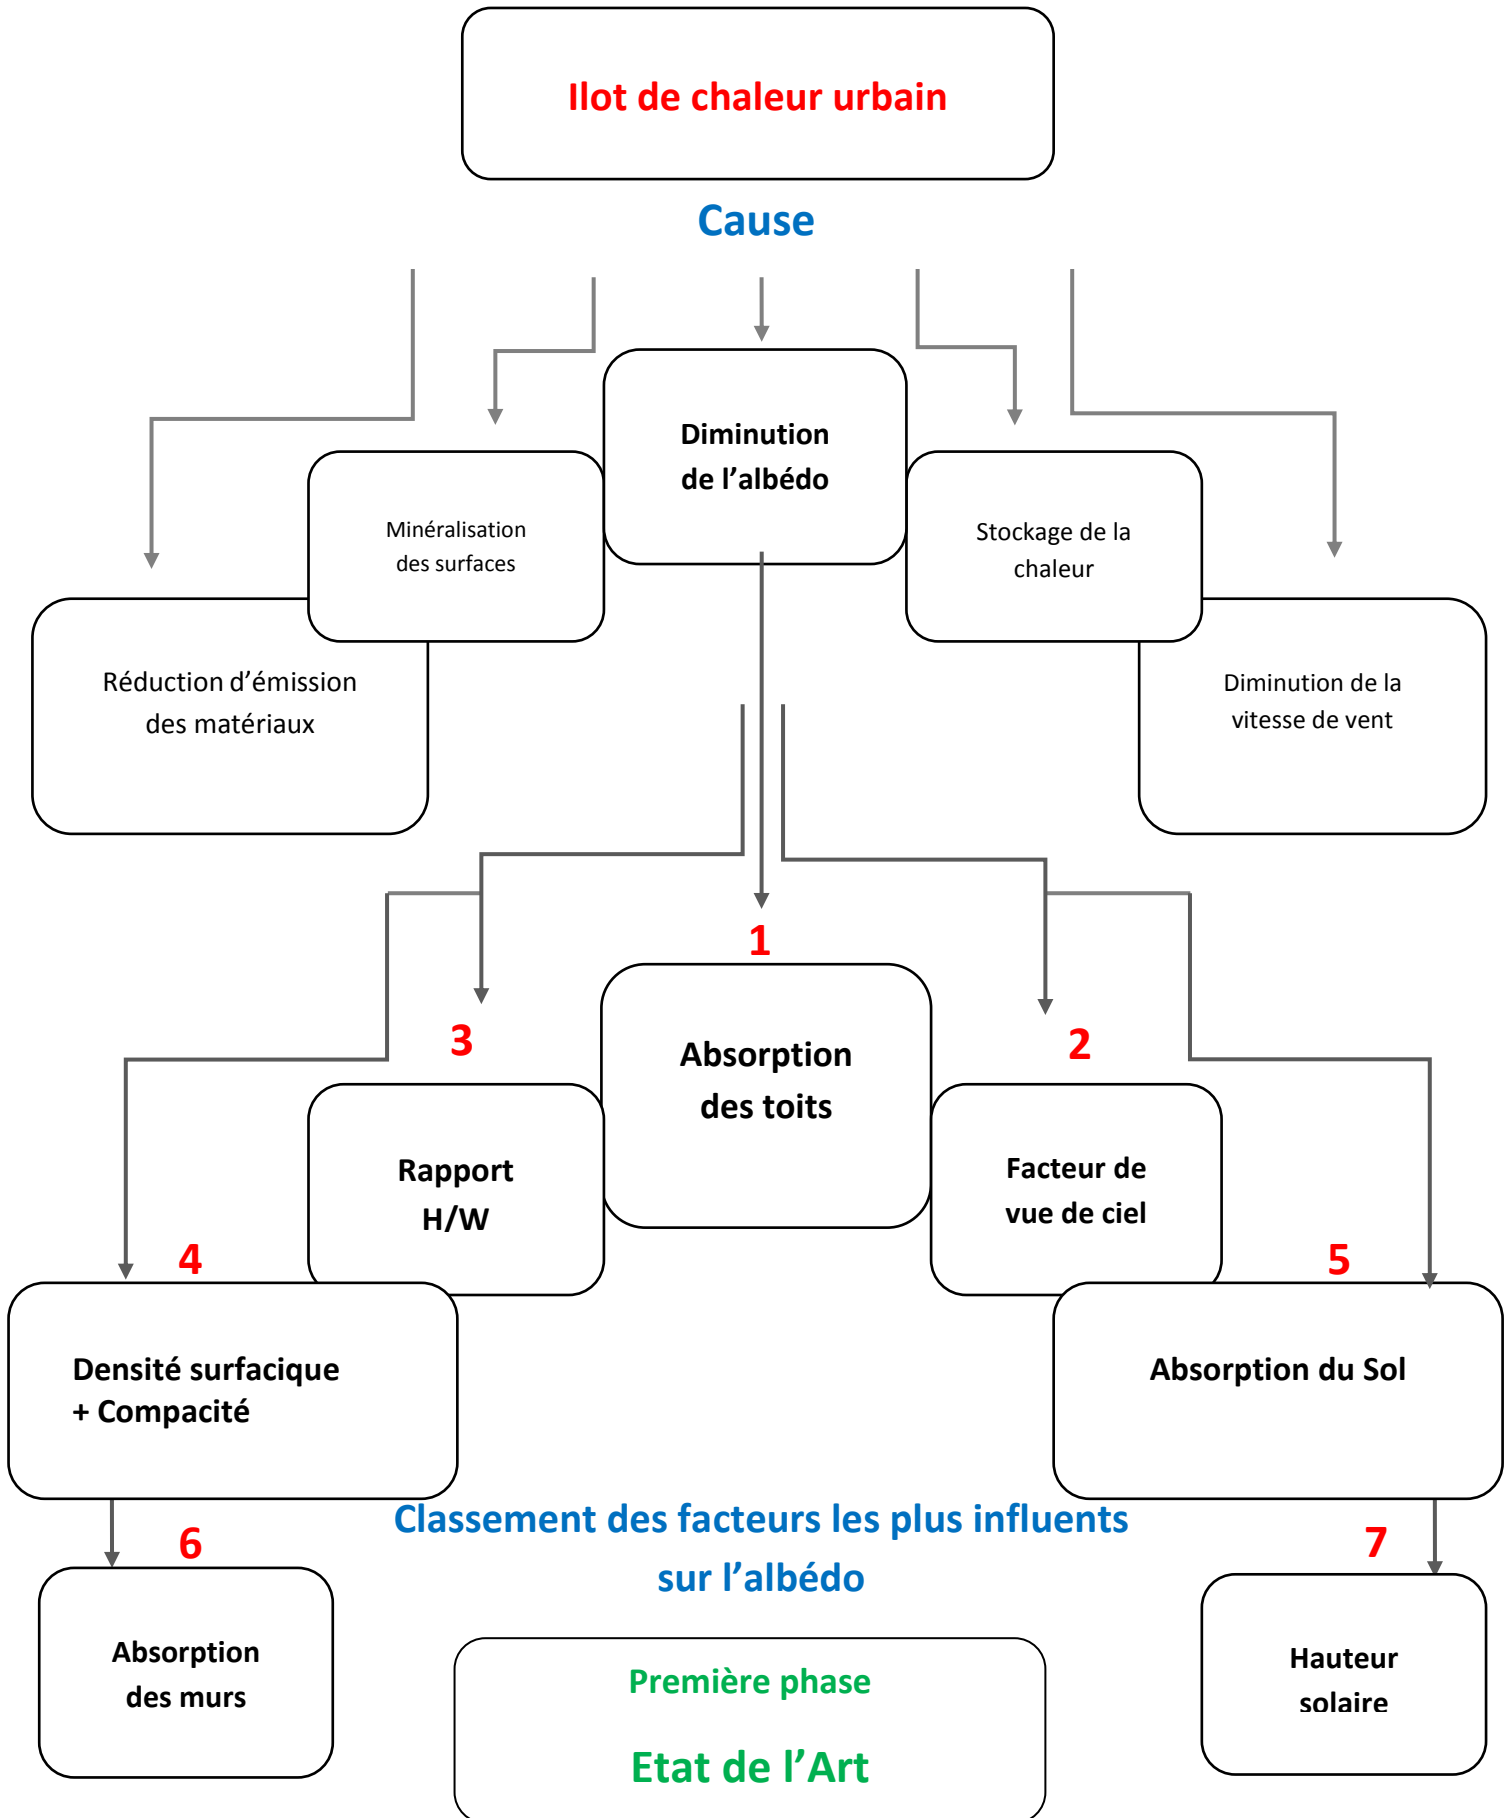 Ilot de chaleur urbain
Cause
Diminution
de l’albédo
Minéralisation
des surfaces
Stockage de la
chaleur
Réduction d’émission
des matériaux
Diminution de la
vitesse de vent
1
3
2
Absorption
des toits
Rapport
H/W
Facteur de
vue de ciel
4
5
Densité surfacique
+ Compacité
Absorption du Sol
Classement des facteurs les plus influents
sur l’albédo
6
7
Absorption
des murs
Hauteur
solaire
Première phase
Etat de l’Art